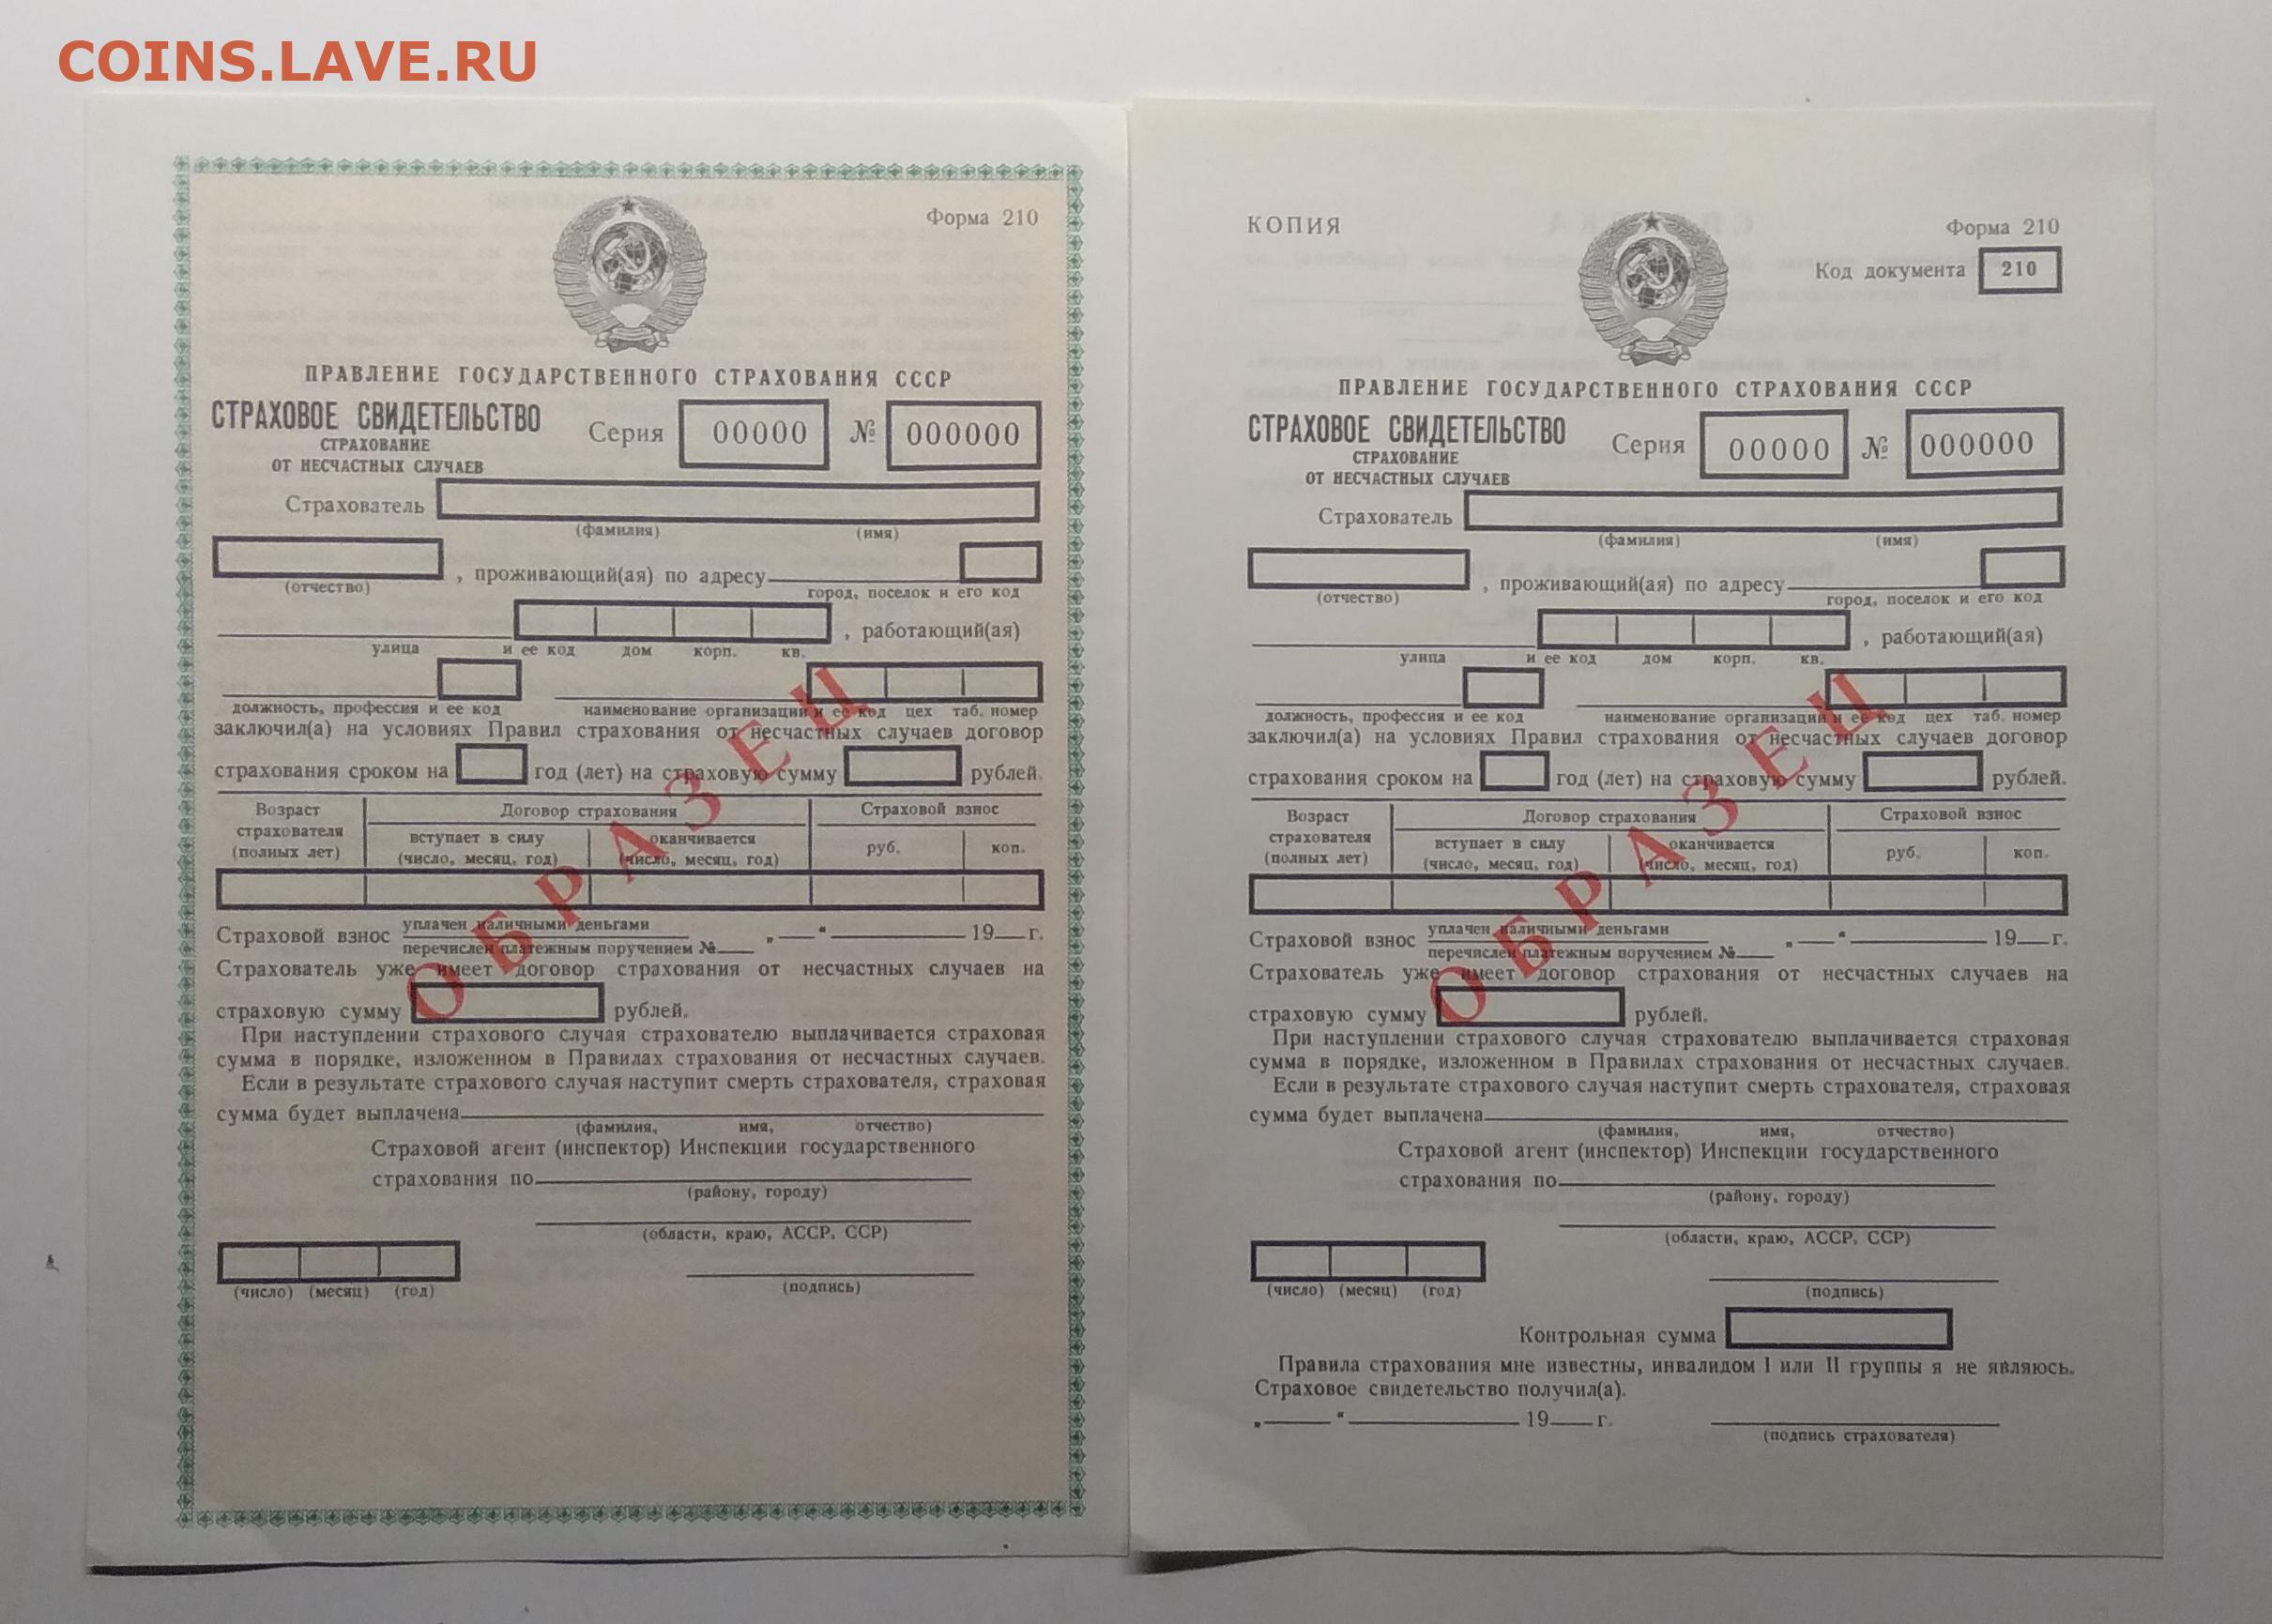 COINS.LAVE.RU
Форма 210
ПРАВЛЕНИЕ ГОСУДАРСТВЕННОГО СТРАХОВАНИЯ СССР
СТРАХОВОЕ СВИДЕТЕЛЬСТВО
СТРАХОВАНИЕ
ОТ НЕСЧАСТНЫХ СЛУЧАЕВ
Серия 00000 № 000000
Страхователь
(фамилия) (имя)
, проживающий(ая) по адресу
(отчество) город, поселок и его код
, работающий(ая)
улица и ее код дом корп. кв.
должность, профессия и ее код наименование организации и ее код цех таб. номер
заключил(а) на условиях Правил страхования от несчастных случаев договор
страхования сроком на год (лет) на страховую сумму рублей.
Возраст страхователя (полных лет)
Договор страхования
Страховой взнос
вступает в силу (число, месяц, год)
оканчивается (число, месяц, год)
руб. коп.
ОБРАЗЕЦ
Страховой взнос уплачен наличными деньгами
перечислен платежным поручением № „ “ 19 г.
Страхователь уже имеет договор страхования от несчастных случаев на
страховую сумму рублей.
При наступлении страхового случая страхователю выплачивается страховая
сумма в порядке, изложенном в Правилах страхования от несчастных случаев.
Если в результате страхового случая наступит смерть страхователя, страховая
сумма будет выплачена
(фамилия, имя, отчество)
Страховой агент (инспектор) Инспекции государственного
страхования по
(району, городу)
(области, краю, АССР, ССР)
(число) (месяц) (год) (подпись)
КОПИЯ
Форма 210
Код документа 210
ПРАВЛЕНИЕ ГОСУДАРСТВЕННОГО СТРАХОВАНИЯ СССР
СТРАХОВОЕ СВИДЕТЕЛЬСТВО
СТРАХОВАНИЕ
ОТ НЕСЧАСТНЫХ СЛУЧАЕВ
Серия 00000 № 000000
Страхователь
(фамилия) (имя)
, проживающий(ая) по адресу
(отчество) город, поселок и его код
, работающий(ая)
улица и ее код дом корп. кв.
должность, профессия и ее код наименование организации и ее код цех таб. номер
заключил(а) на условиях Правил страхования от несчастных случаев договор
страхования сроком на год (лет) на страховую сумму рублей.
Возраст страхователя (полных лет)
Договор страхования
Страховой взнос
вступает в силу (число, месяц, год)
оканчивается (число, месяц, год)
руб. коп.
ОБРАЗЕЦ
Страховой взнос уплачен наличными деньгами
перечислен платежным поручением № „ “ 19 г.
Страхователь уже имеет договор страхования от несчастных случаев на
страховую сумму рублей.
При наступлении страхового случая страхователю выплачивается страховая
сумма в порядке, изложенном в Правилах страхования от несчастных случаев.
Если в результате страхового случая наступит смерть страхователя, страховая
сумма будет выплачена
(фамилия, имя, отчество)
Страховой агент (инспектор) Инспекции государственного
страхования по
(району, городу)
(области, краю, АССР, ССР)
(число) (месяц) (год) (подпись)
Контрольная сумма
Правила страхования мне известны, инвалидом I или II группы я не являюсь.
Страховое свидетельство получил(а).
„ “ 19 г.
(подпись страхователя)